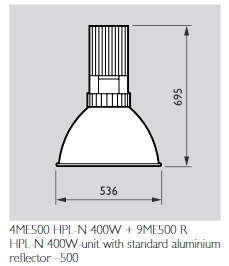 695
536
4ME500 HPL-N 400W + 9ME500 R
HPL-N 400W-unit with standard aluminium
reflector –500